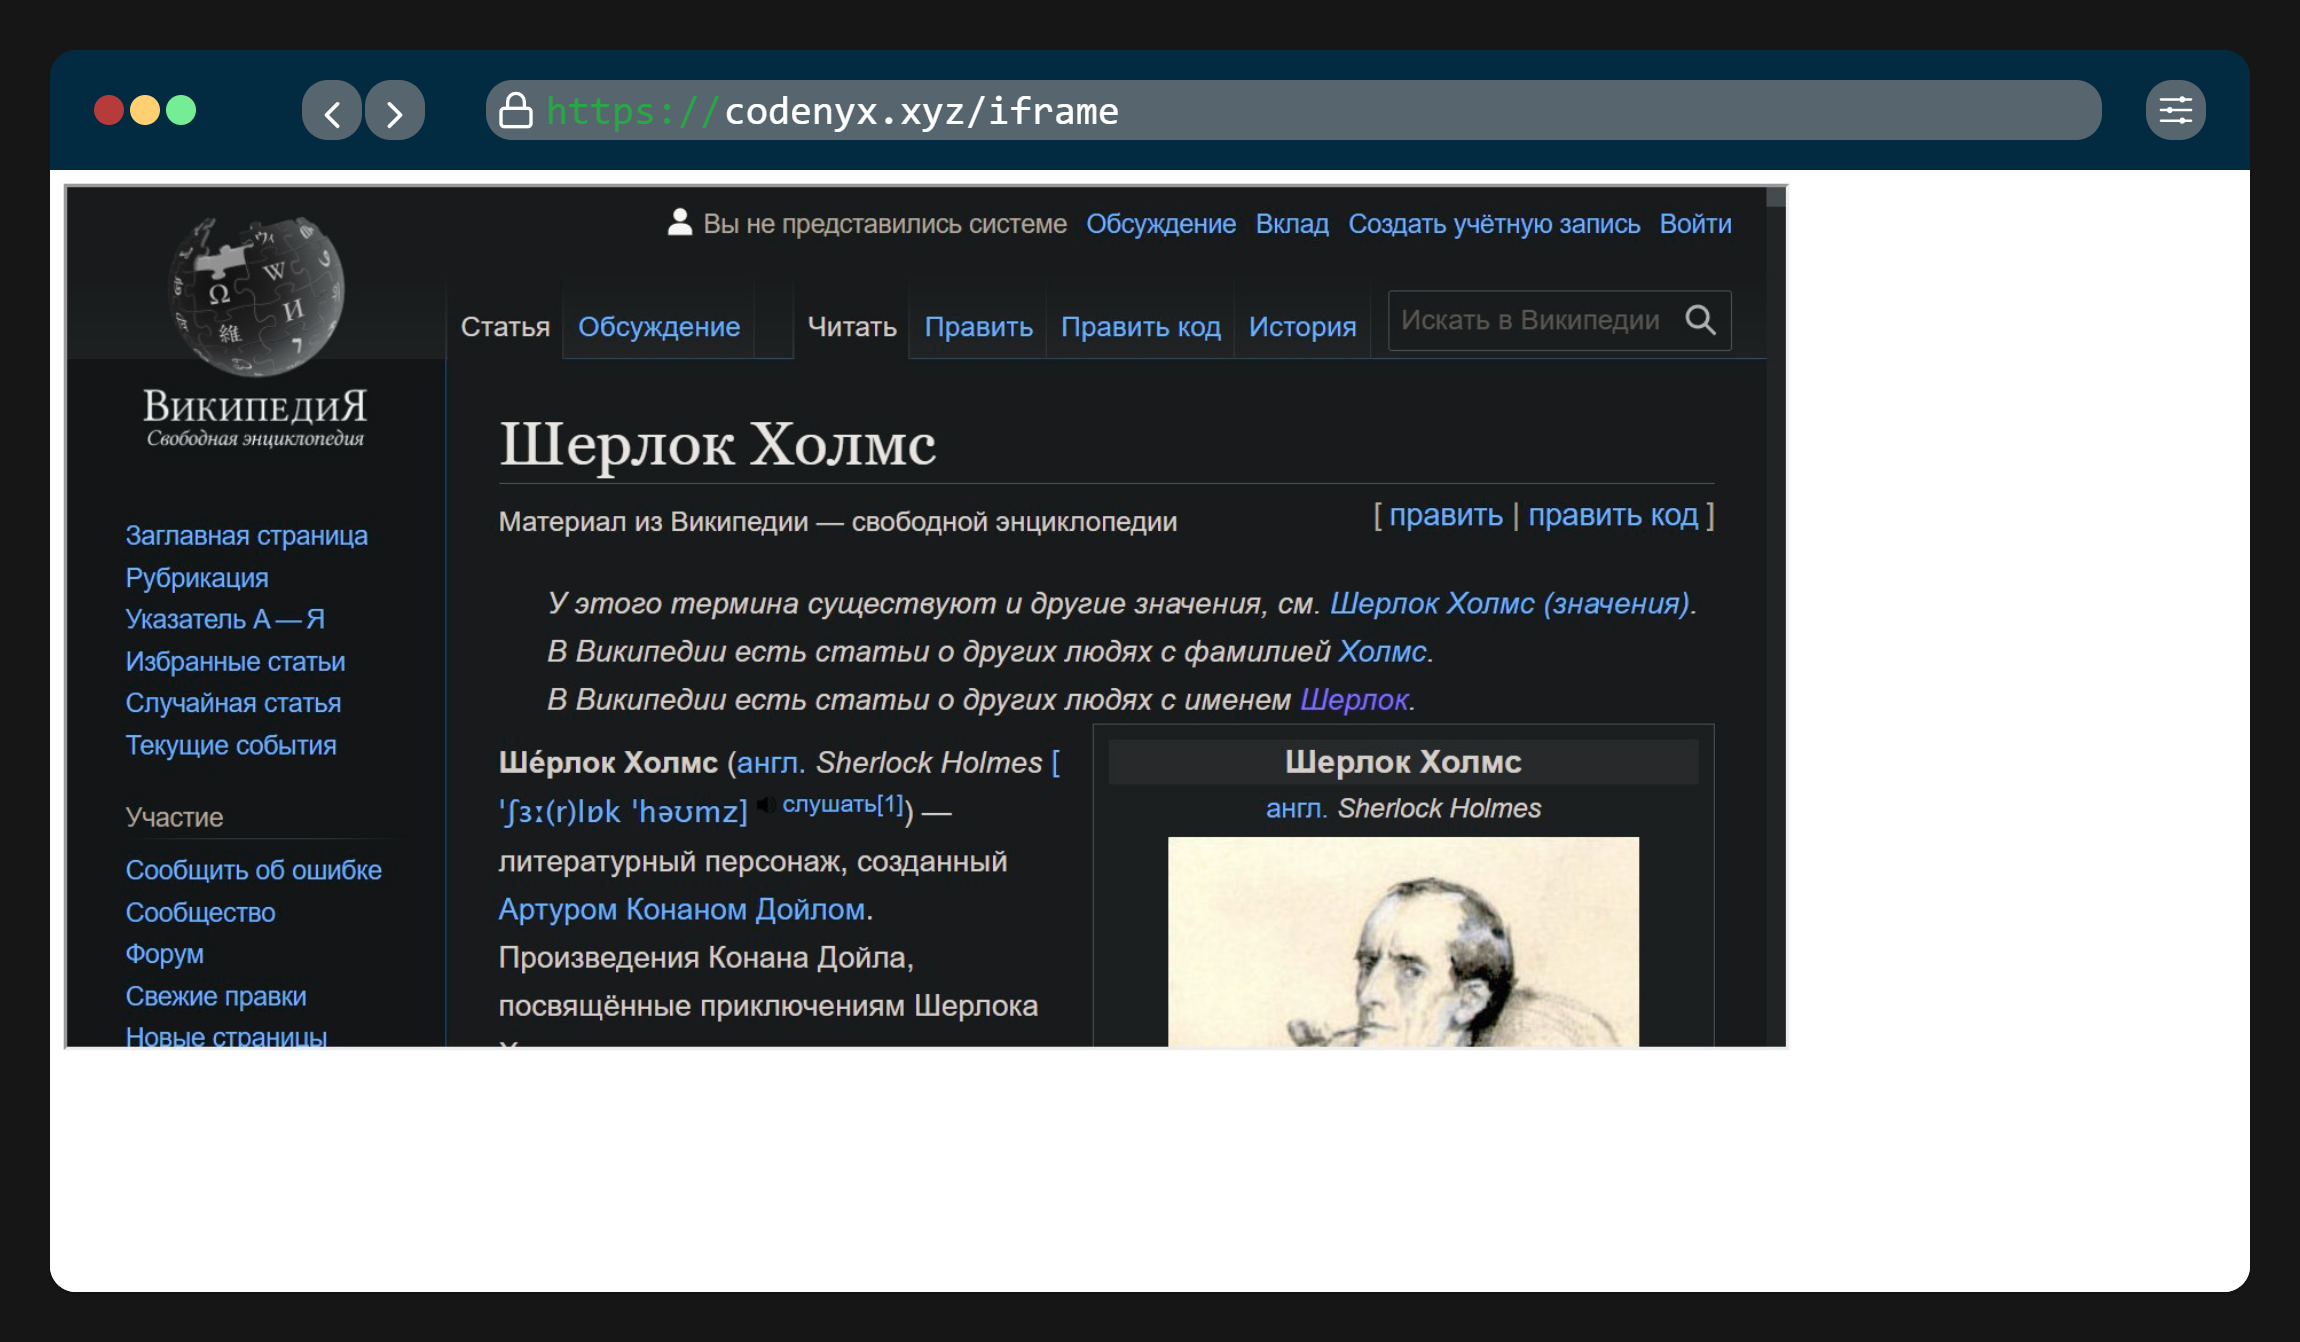 https://codenyx.xyz/iframe
Вы не представились системе Обсуждение Вклад Создать учётную запись Войти
Статья Обсуждение Читать Править Править код История Искать в Википедии
W
Ω
И
維
7
ВикипедиЯ
Свободная энциклопедия
Заглавная страница
Рубрикация
Указатель А — Я
Избранные статьи
Случайная статья
Текущие события
Участие
Сообщить об ошибке
Сообщество
Форум
Свежие правки
Новые страницы
Шерлок Холмс
Материал из Википедии — свободной энциклопедии
[ править | править код ]
У этого термина существуют и другие значения, см. Шерлок Холмс (значения).
В Википедии есть статьи о других людях с фамилией Холмс.
В Википедии есть статьи о других людях с именем Шерлок.
Ше́рлок Холмс (англ. Sherlock Holmes [
ˈʃɜː(r)lɒk ˈhəʊmz] слушать[1]) —
литературный персонаж, созданный
Артуром Конаном Дойлом.
Произведения Конана Дойла,
посвящённые приключениям Шерлока
Шерлок Холмс
англ. Sherlock Holmes